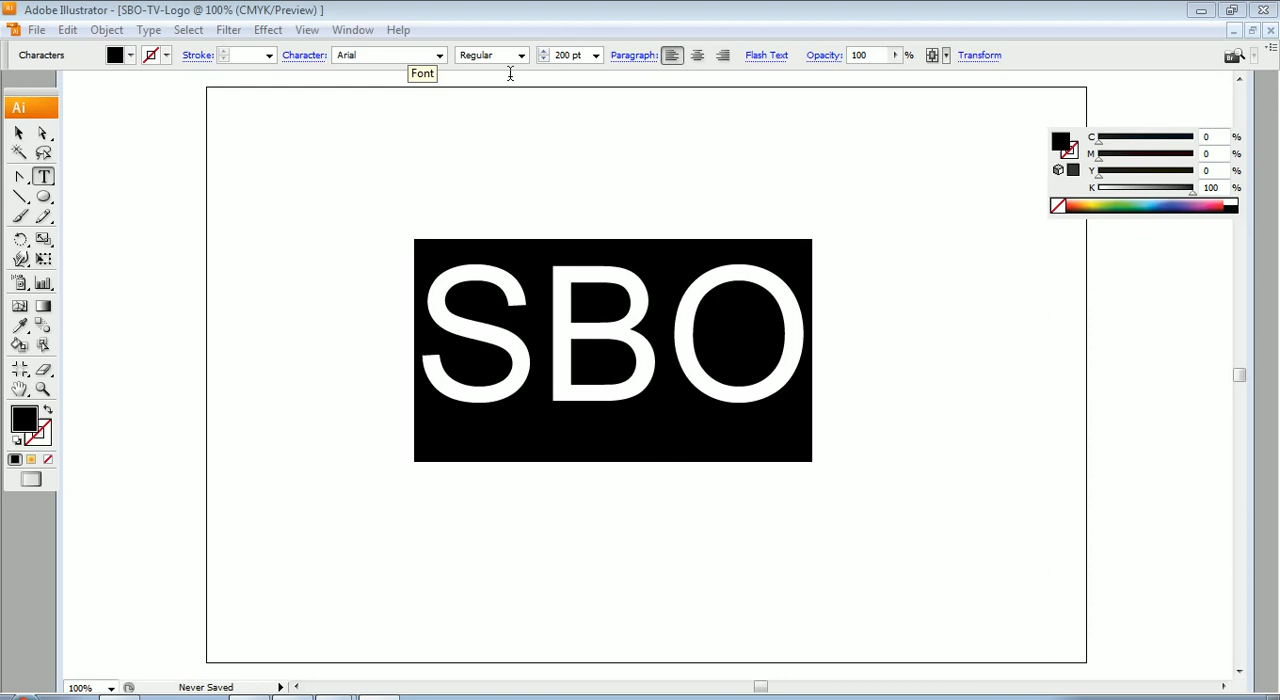 Adobe Illustrator - [SBO-TV-Logo @ 100% (CMYK/Preview) ]
File Edit Object Type Select Filter Effect View Window Help
Characters Stroke: Character: Arial Regular 200 pt Paragraph: Flash Text Opacity: 100 % Transform
Br
Font
Ai
C 0 %
M 0 %
Y 0 %
K 100 %
T
SBO
100% Never Saved